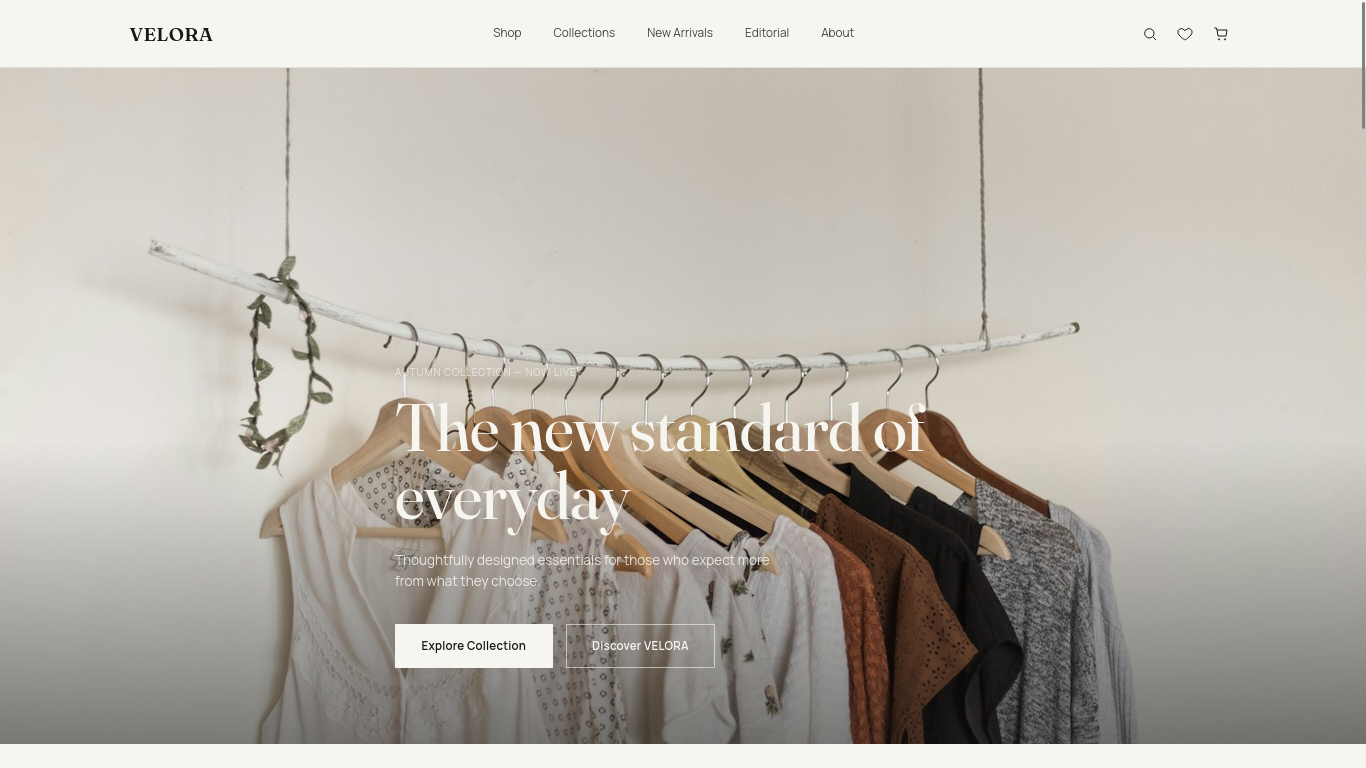 VELORA
Shop
Collections
New Arrivals
Editorial
About
AUTUMN COLLECTION — NOW LIVE
The new standard of
everyday
Thoughtfully designed essentials for those who expect more
from what they choose.
Explore Collection
Discover VELORA